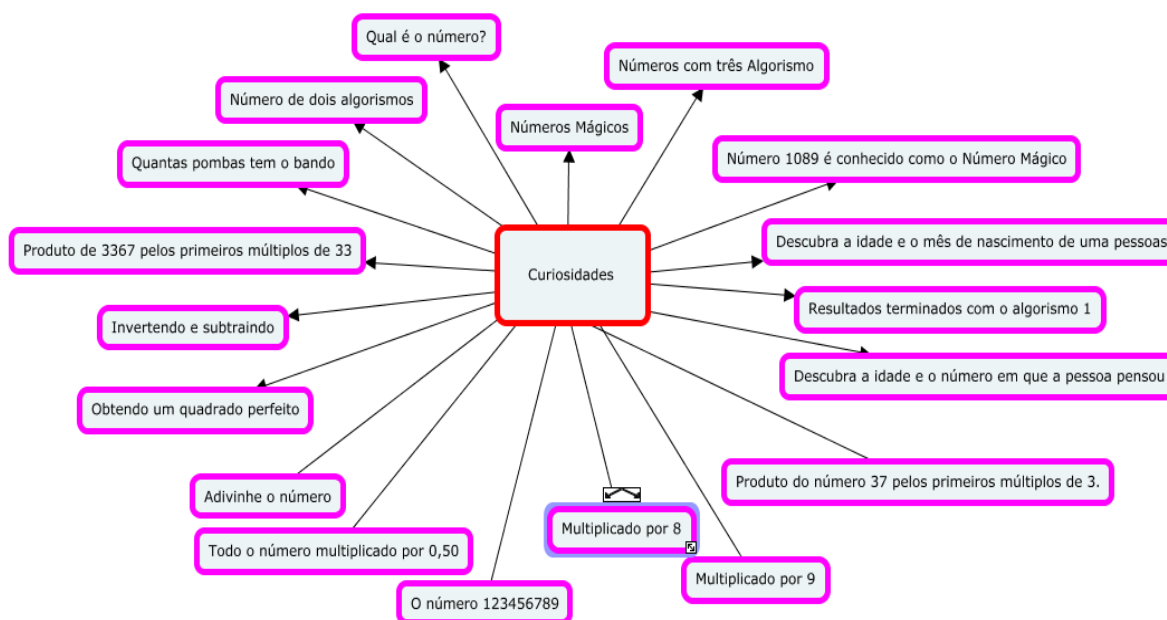 Qual é o número?
Números com três Algorismo
Número de dois algorismos
Números Mágicos
Quantas pombas tem o bando
Número 1089 é conhecido como o Número Mágico
Produto de 3367 pelos primeiros múltiplos de 33
Descubra a idade e o mês de nascimento de uma pessoas
Curiosidades
Resultados terminados com o algorismo 1
Invertendo e subtraindo
Descubra a idade e o número em que a pessoa pensou
Obtendo um quadrado perfeito
Adivinhe o número
Produto do número 37 pelos primeiros múltiplos de 3.
Multiplicado por 8
Todo o número multiplicado por 0,50
Multiplicado por 9
O número 123456789